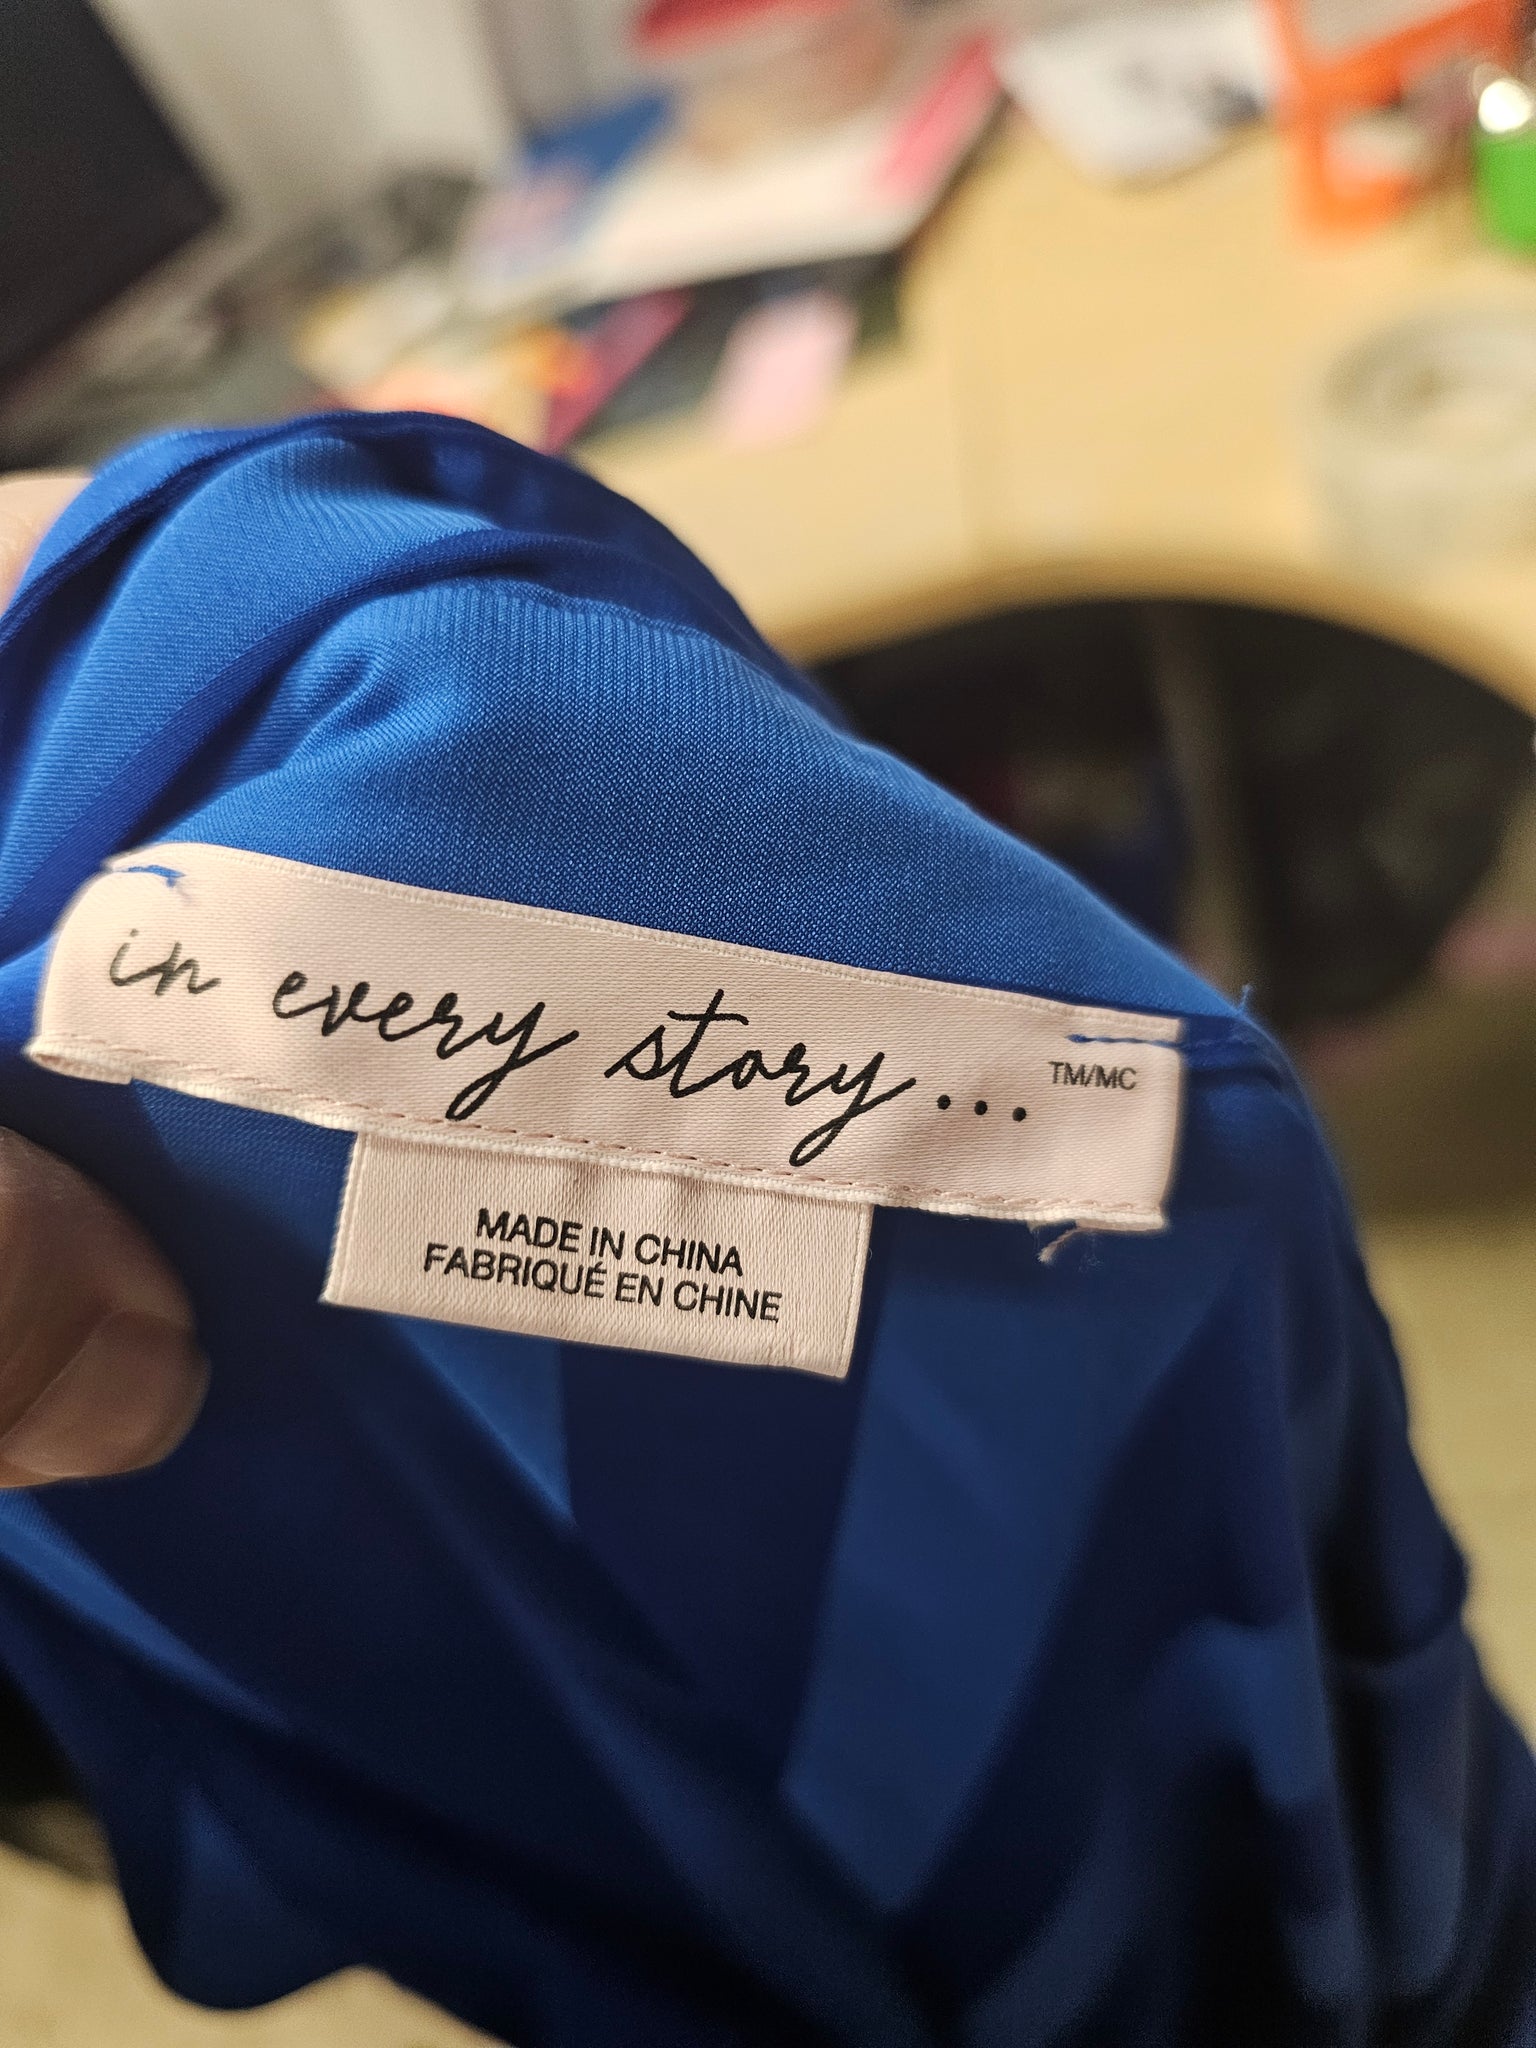 in every story... TM/MC
MADE IN CHINA
FABRIQUÉ EN CHINE